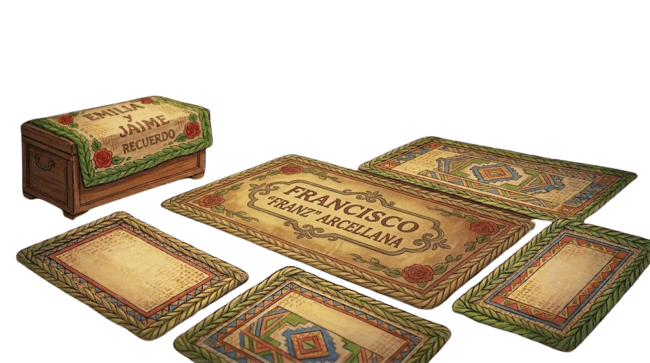 EMILIA
y
JAIME
RECUERDO
FRANCISCO
"FRANZ" ARCELLANA